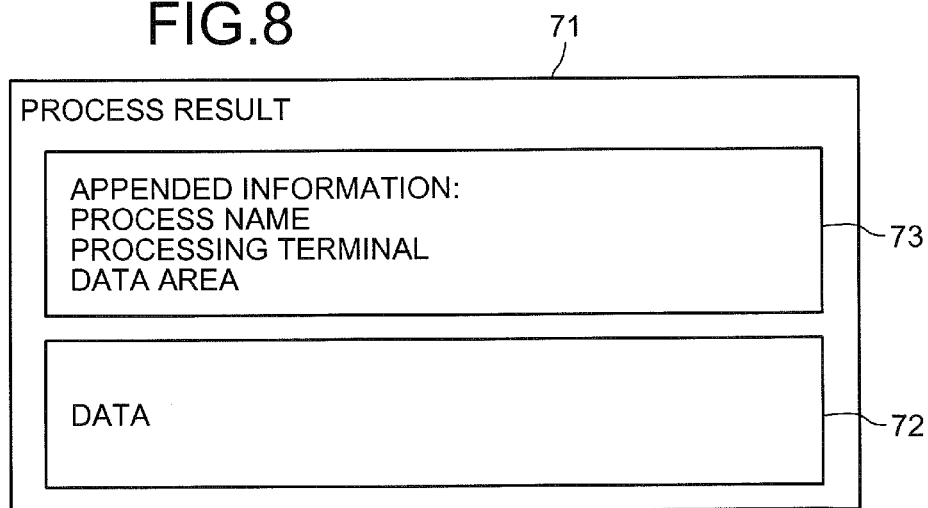 FIG.8
71
PROCESS RESULT
APPENDED INFORMATION:
PROCESS NAME
PROCESSING TERMINAL
DATA AREA
73
DATA
72